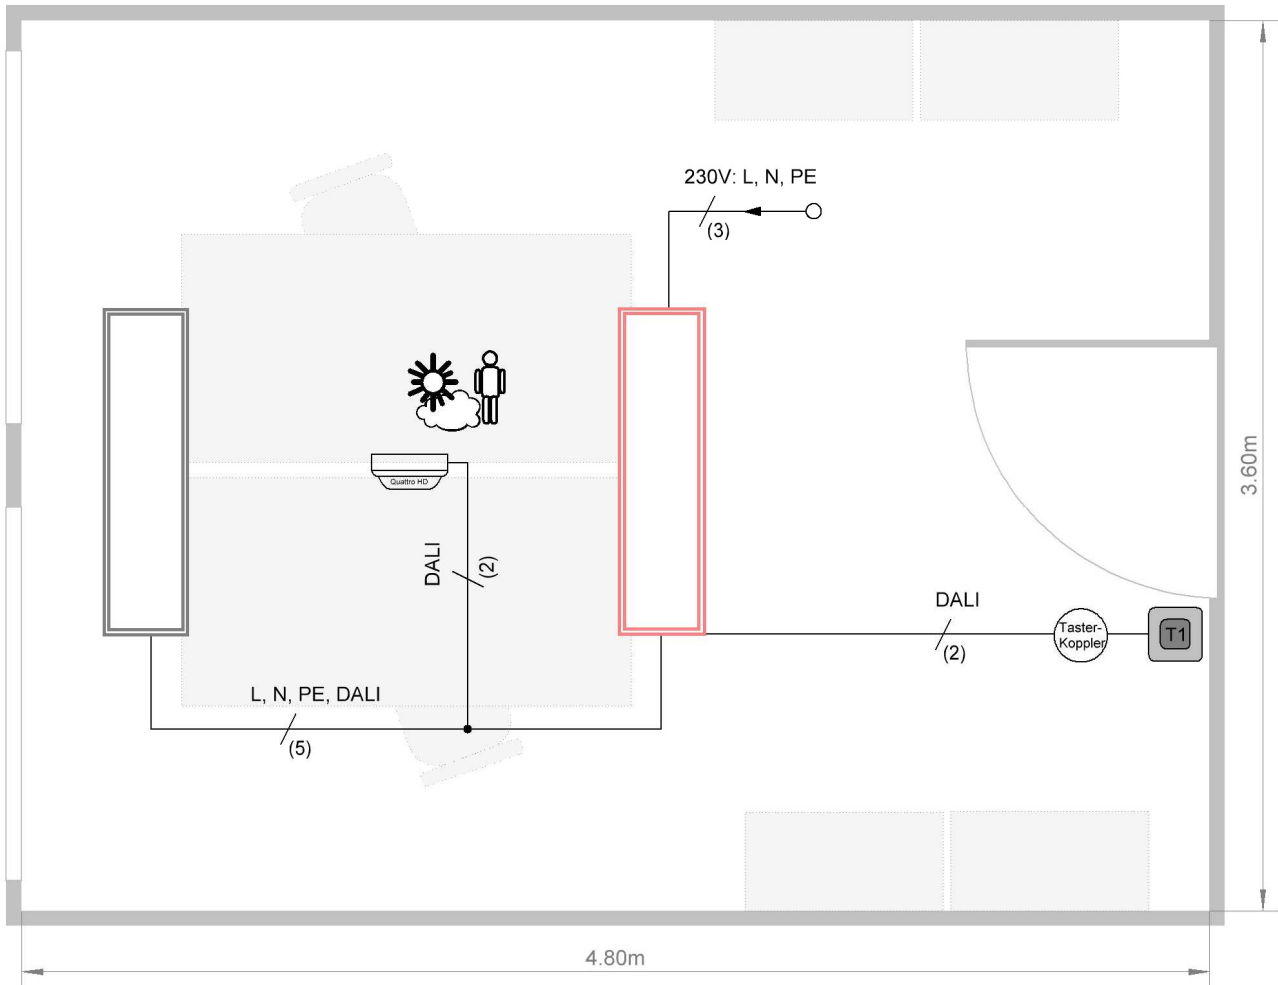 230V: L, N, PE
(3)
3.60m
Quattro HD
DALI
(2)
DALI
(2)
Taster-
Koppler
T1
L, N, PE, DALI
(5)
4.80m